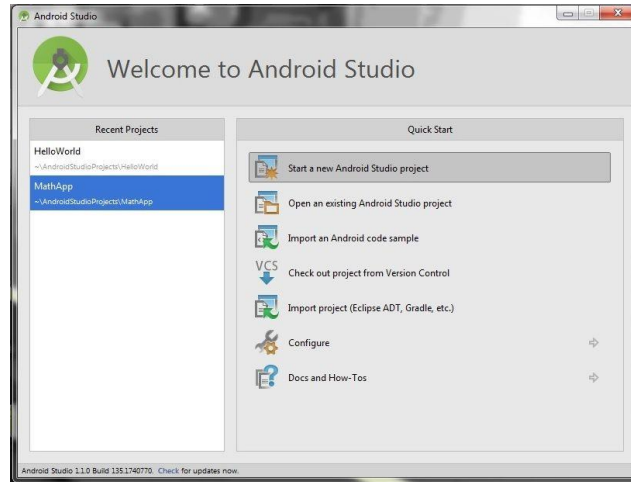 Android Studio
Welcome to Android Studio
Recent Projects
HelloWorld
~\AndroidStudioProjects\HelloWorld
MathApp
~\AndroidStudioProjects\MathApp
Quick Start
Start a new Android Studio project
Open an existing Android Studio project
Import an Android code sample
VCS
Check out project from Version Control
Import project (Eclipse ADT, Gradle, etc.)
Configure
Docs and How-Tos
Android Studio 1.1.0 Build 135.1740770. Check for updates now.